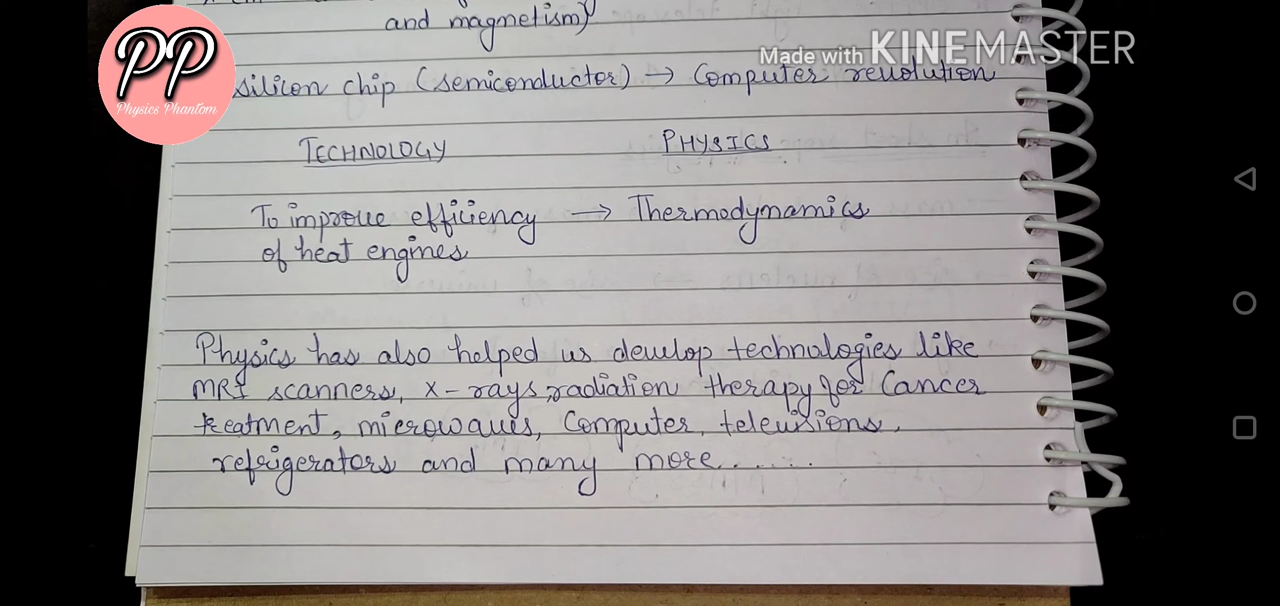 and magnetism)
PP
Physics Phantom
Made with KINEMASTER
silicon chip (semiconductor) → Computer revolution
TECHNOLOGY PHYSICS
To improve efficiency → Thermodynamics
of heat engines
Physics has also helped us develop technologies like
MRI scanners, x-rays, radiation therapy for Cancer
treatment, microwaves, Computer, televisions,
refrigerators and many more......